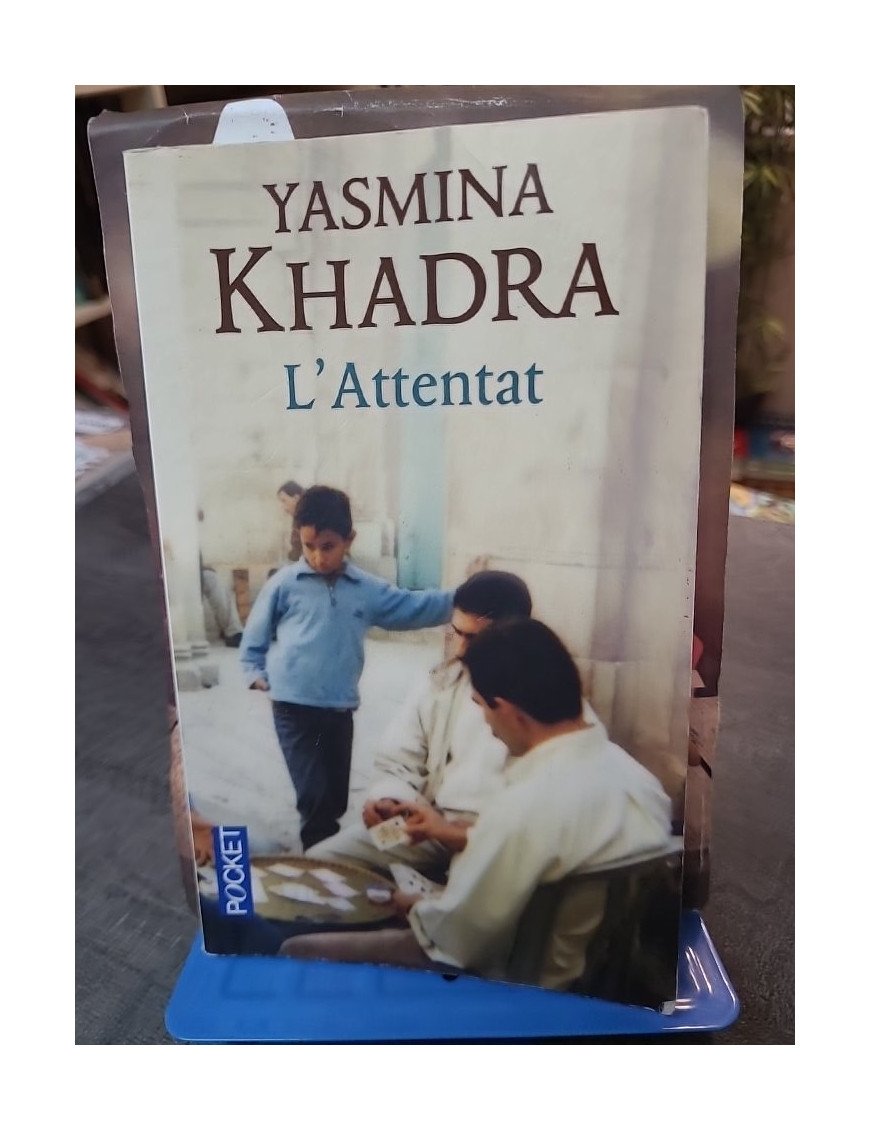 YASMINA
KHADRA
L'Attentat
POCKET